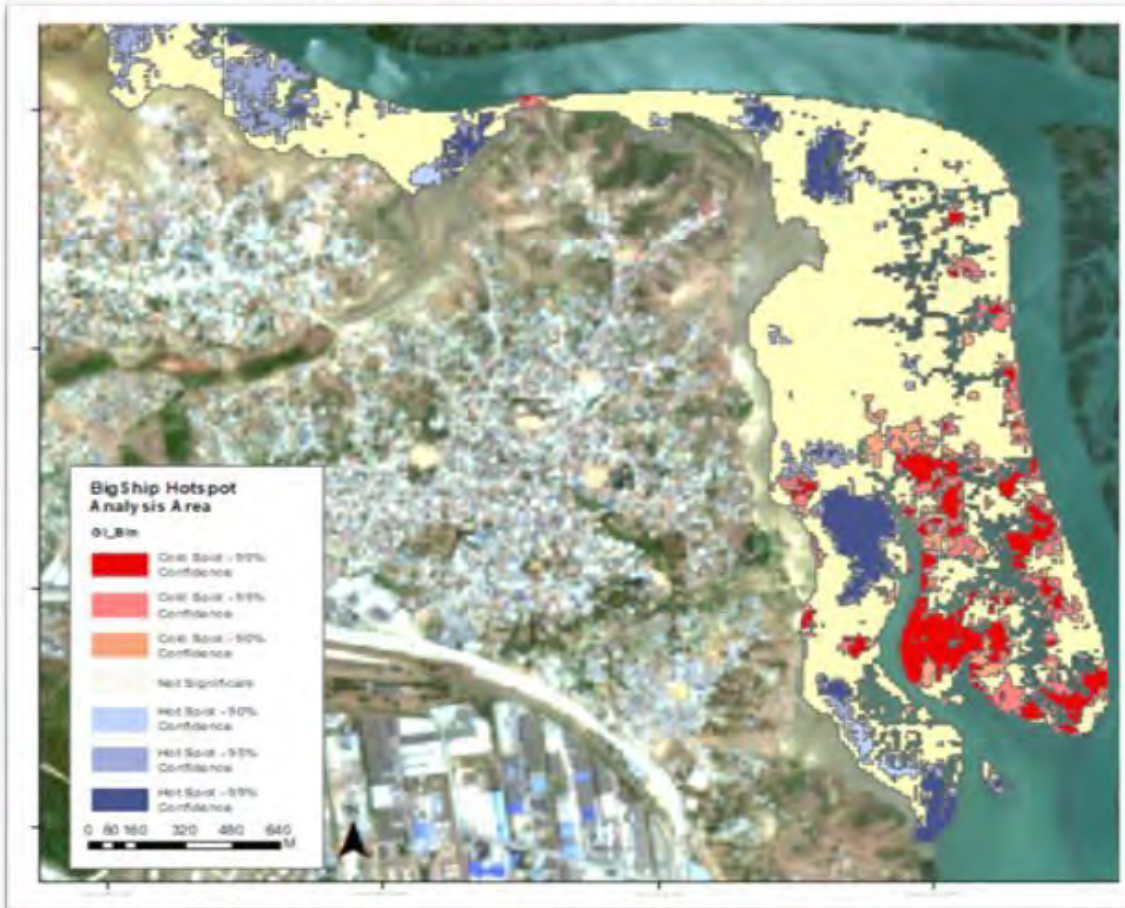 BigShip Hotspot
Analysis Area
Gi_Bin
Cold Spot - 99%
Confidence
Cold Spot - 95%
Confidence
Cold Spot - 90%
Confidence
Not Significant
Hot Spot - 90%
Confidence
Hot Spot - 95%
Confidence
Hot Spot - 99%
Confidence
0 80 160 320 480 640
M